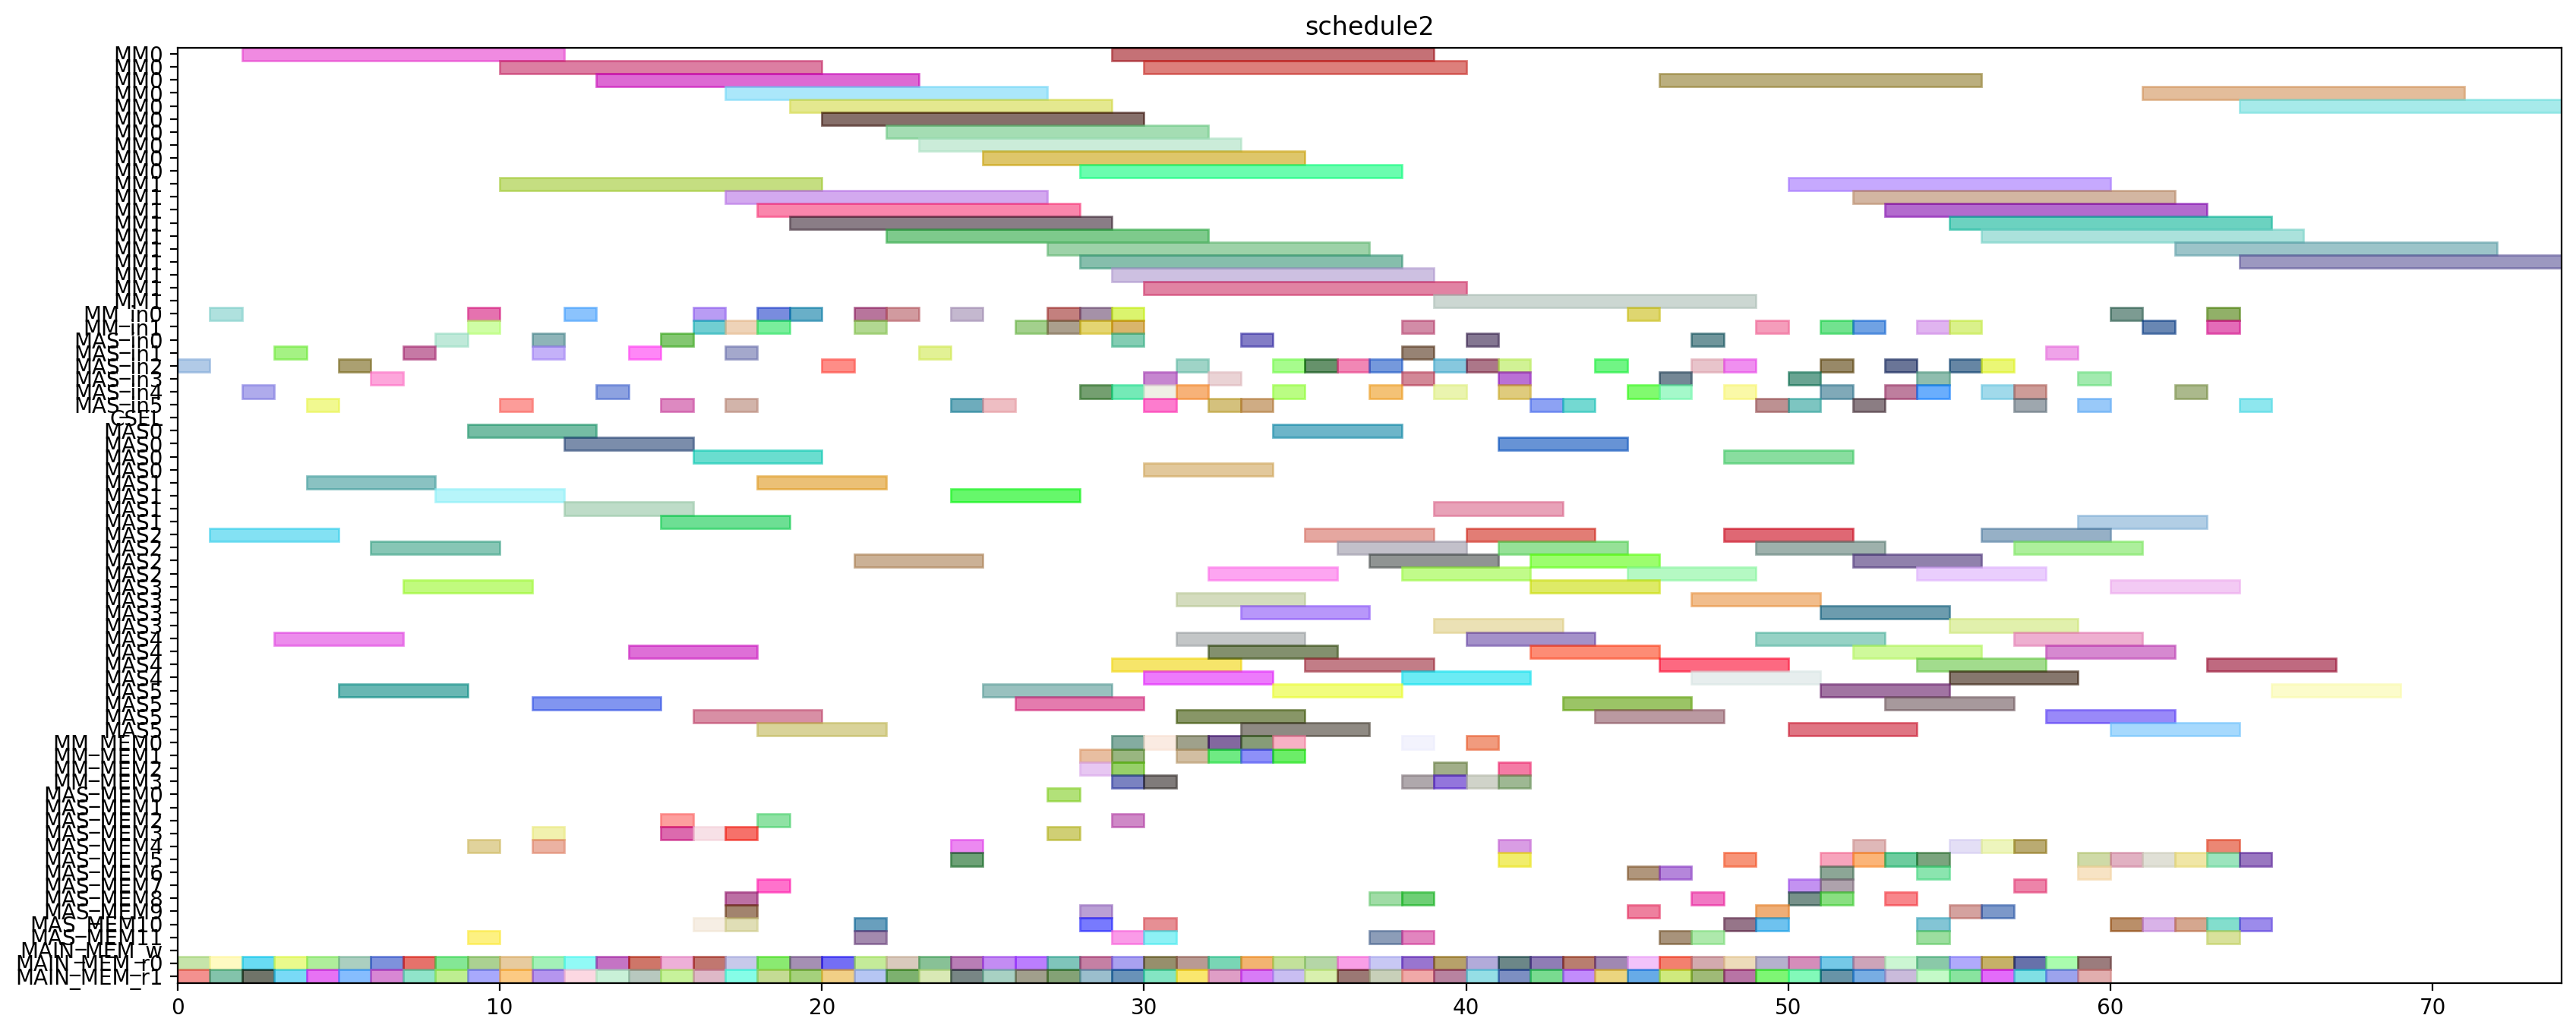 schedule2
MM0
MM0
MM0
MM0
MM0
MM0
MM0
MM0
MM0
MM0
MM1
MM1
MM1
MM1
MM1
MM1
MM1
MM1
MM1
MM1
MM_in0
MM_in1
MAS_in0
MAS_in1
MAS_in2
MAS_in3
MAS_in4
MAS_in5
CSEL
MAS0
MAS0
MAS0
MAS0
MAS1
MAS1
MAS1
MAS1
MAS2
MAS2
MAS2
MAS2
MAS3
MAS3
MAS3
MAS3
MAS4
MAS4
MAS4
MAS4
MAS5
MAS5
MAS5
MAS5
MM_MEM0
MM_MEM1
MM_MEM2
MM_MEM3
MAS_MEM0
MAS_MEM1
MAS_MEM2
MAS_MEM3
MAS_MEM4
MAS_MEM5
MAS_MEM6
MAS_MEM7
MAS_MEM8
MAS_MEM9
MAS_MEM10
MAS_MEM11
MAIN_MEM_w
MAIN_MEM_r0
MAIN_MEM_r1
0 10 20 30 40 50 60 70